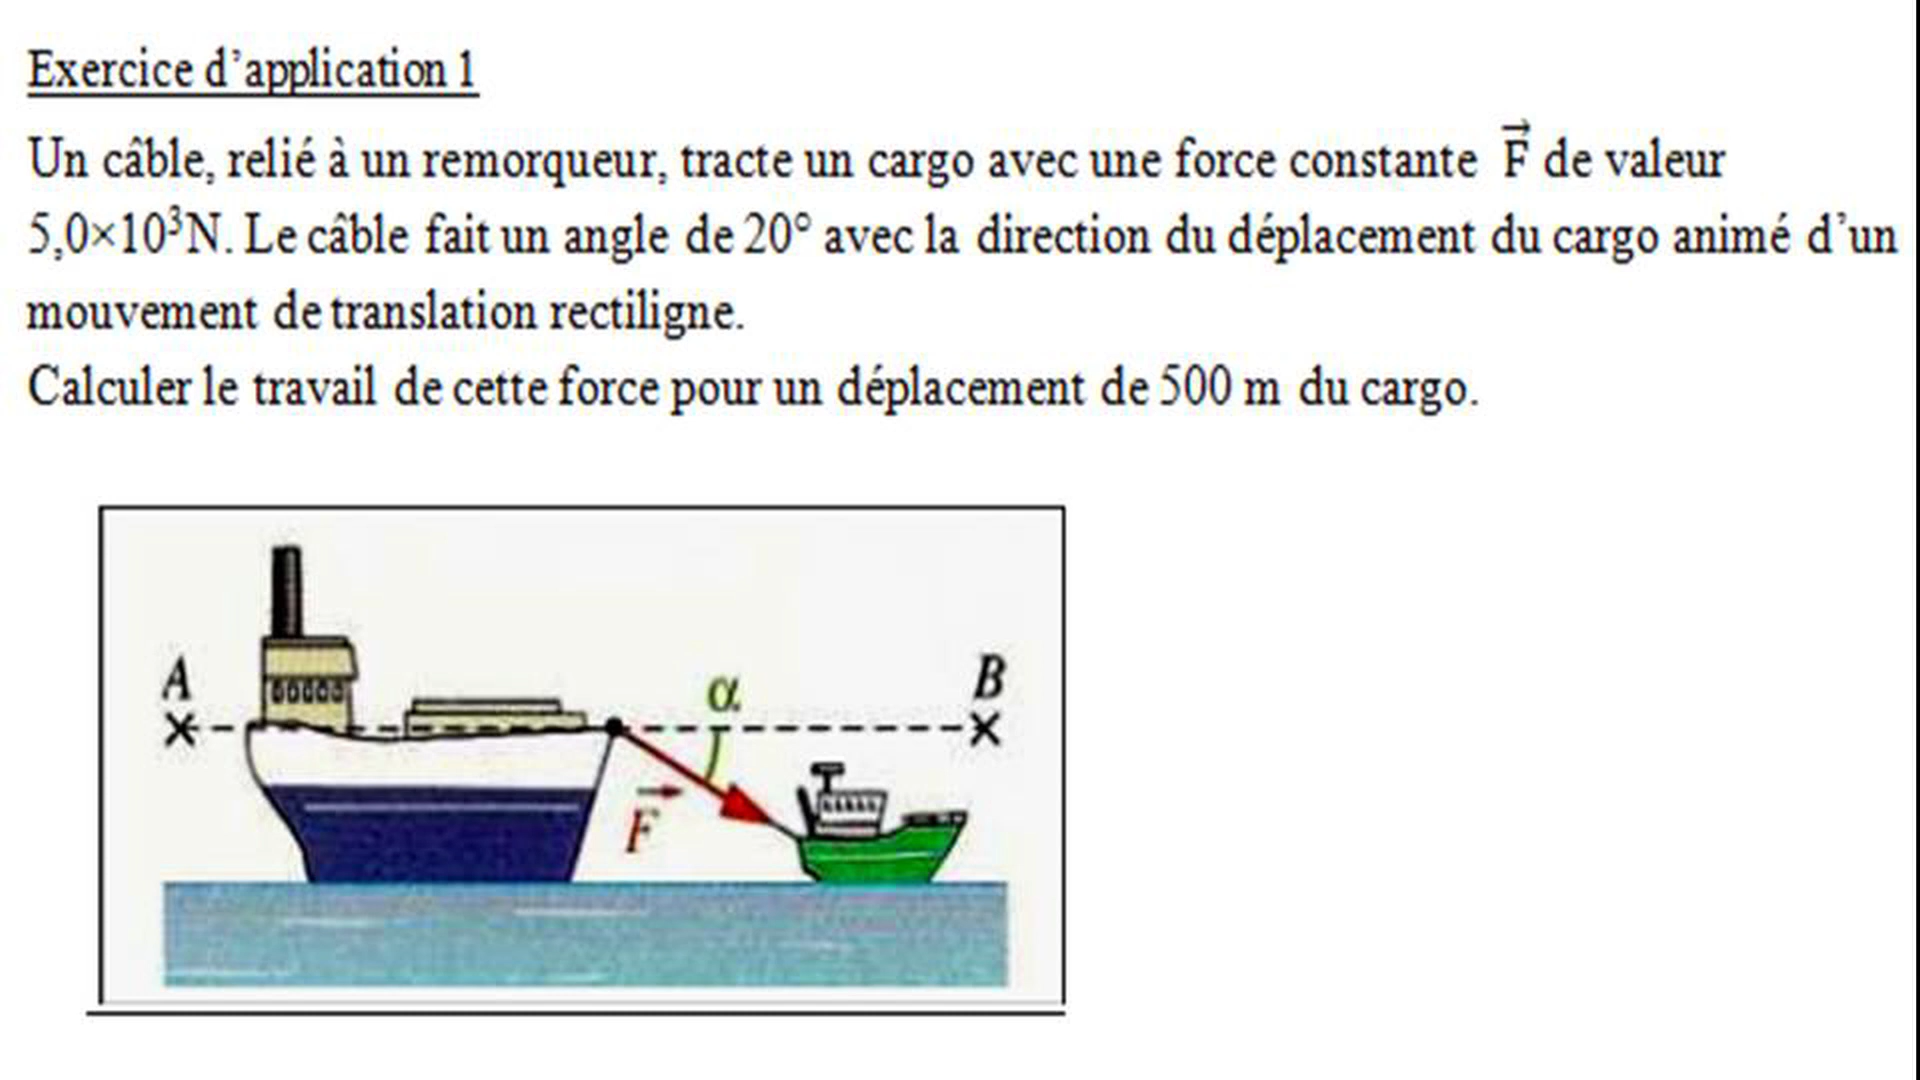 Exercice d’application 1
Un câble, relié à un remorqueur, tracte un cargo avec une force constante F⃗ de valeur
5,0×10³N. Le câble fait un angle de 20° avec la direction du déplacement du cargo animé d’un
mouvement de translation rectiligne.
Calculer le travail de cette force pour un déplacement de 500 m du cargo.
A
α
B
F⃗